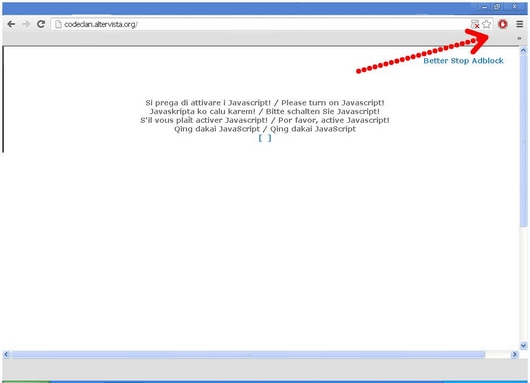 codeclan.altervista.org/
Better Stop Adblock
Si prega di attivare i Javascript! / Please turn on Javascript!
Javaskripta ko calu karem! / Bitte schalten Sie Javascript!
S'il vous plaît activer Javascript! / Por favor, active Javascript!
Qing dakai JavaScript / Qing dakai JavaScript
[ ]